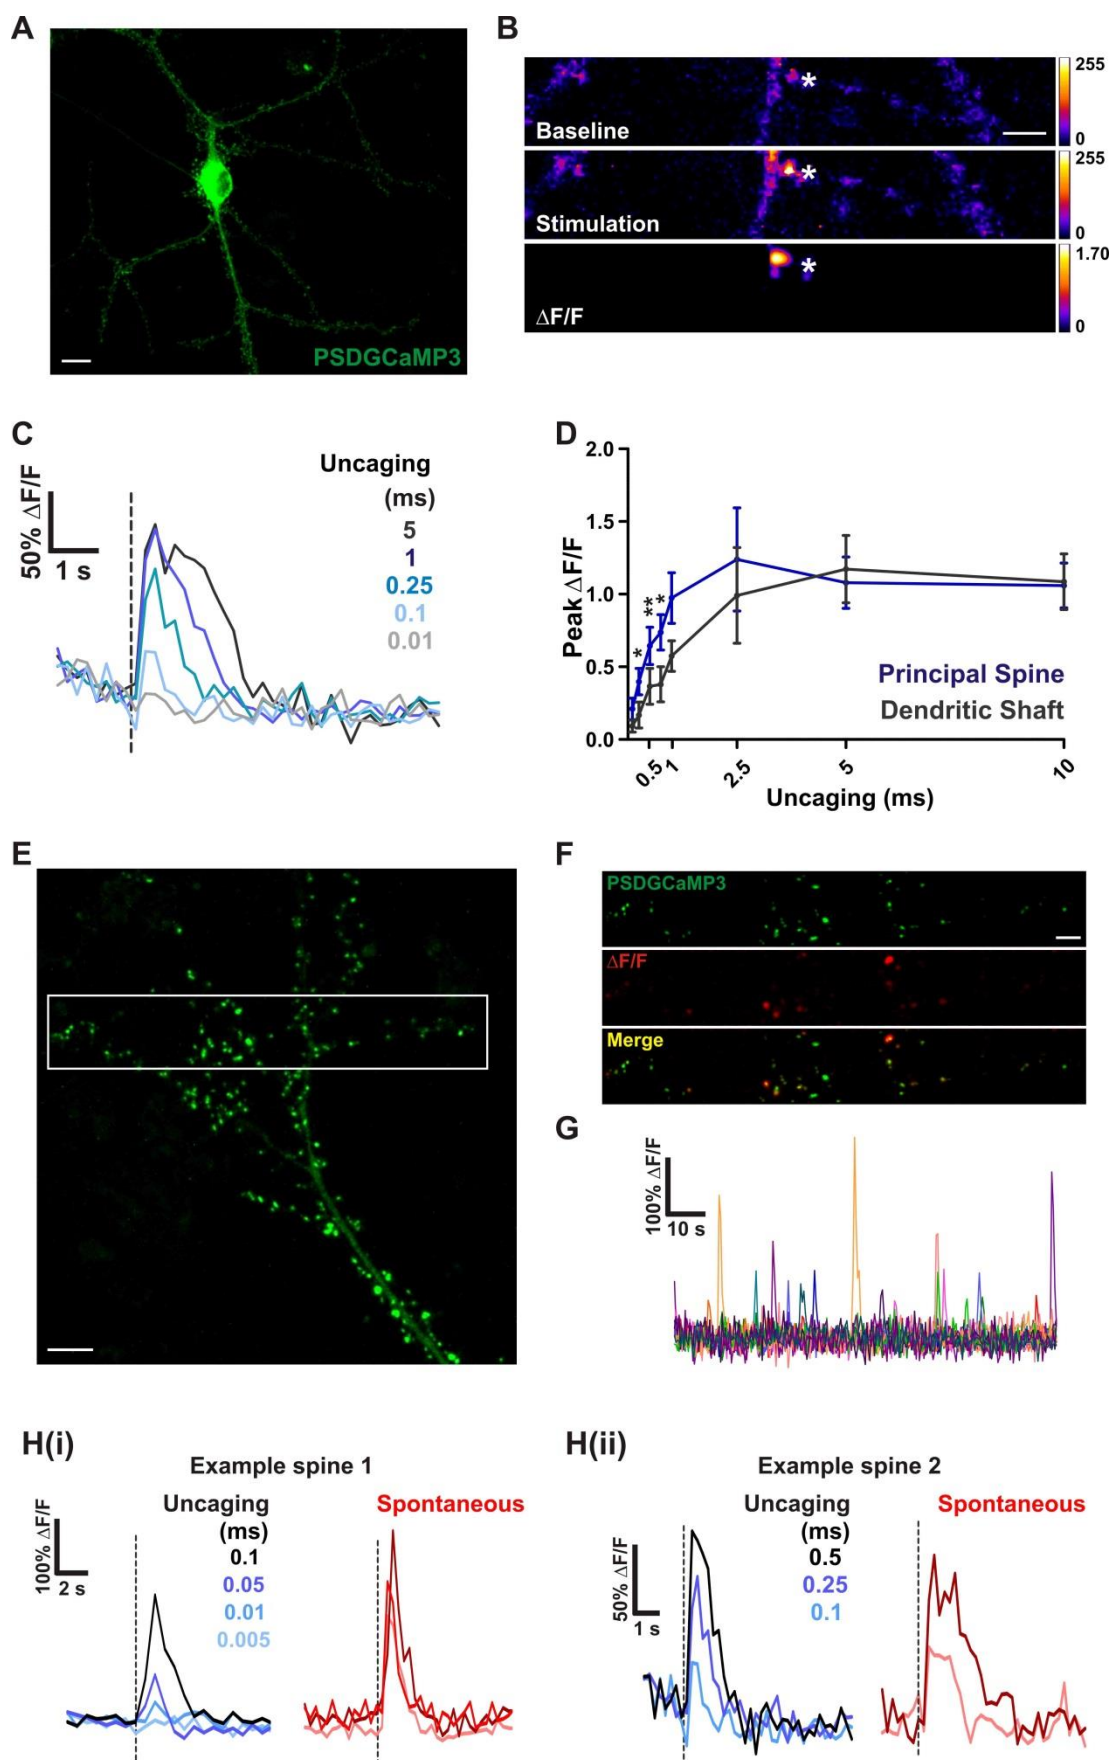 A
PSDGCaMP3
B
Baseline
255
0
Stimulation
255
0
ΔF/F
1.70
0
*
*
*
C
50% ΔF/F
1 s
Uncaging
(ms)
5
1
0.25
0.1
0.01
D
Peak ΔF/F
2.0
1.5
1.0
0.5
0.0
*
**
*
Principal Spine
Dendritic Shaft
0.5
1
2.5
5
10
Uncaging (ms)
E
F
PSDGCaMP3
ΔF/F
Merge
G
100% ΔF/F
10 s
H(i)
Example spine 1
100% ΔF/F
2 s
Uncaging
(ms)
0.1
0.05
0.01
0.005
Spontaneous
H(ii)
Example spine 2
50% ΔF/F
1 s
Uncaging
(ms)
0.5
0.25
0.1
Spontaneous